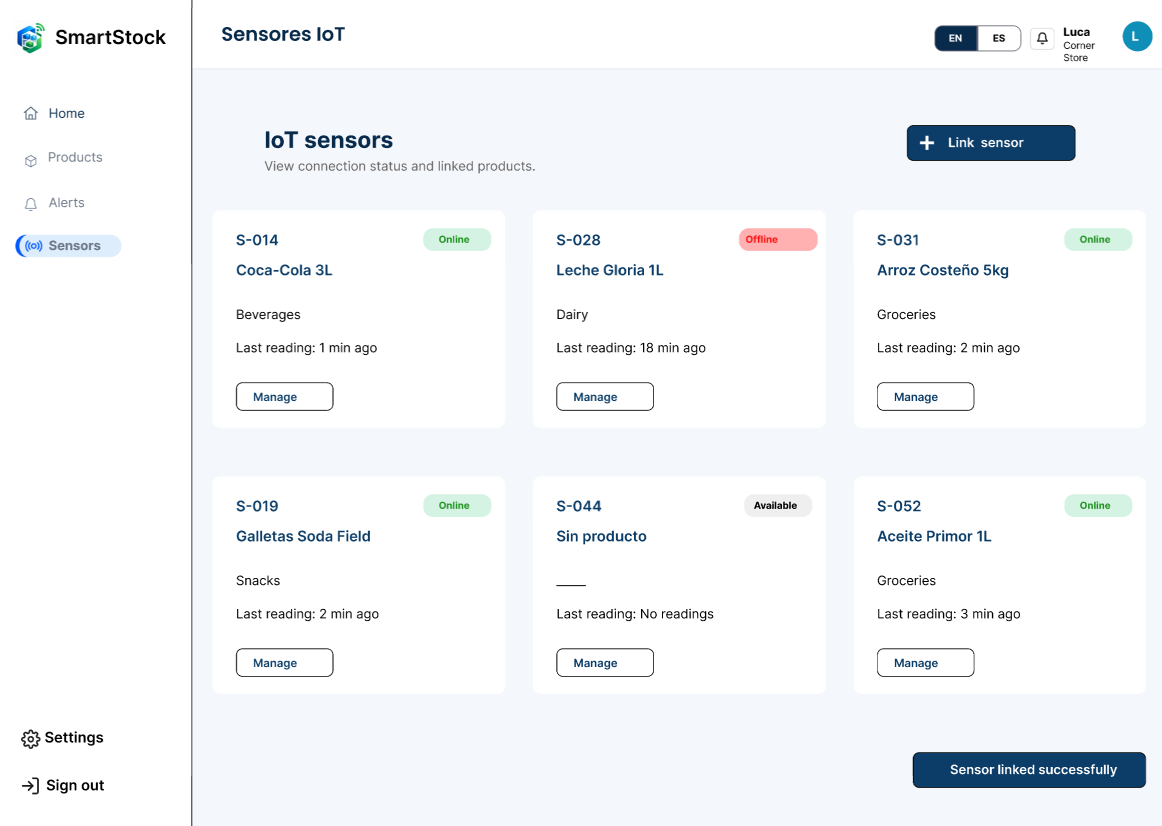 SmartStock
Sensores IoT
EN
ES
Luca
Corner
Store
L
Home
Products
Alerts
Sensors
IoT sensors
View connection status and linked products.
Link sensor
S-014
Online
Coca-Cola 3L
Beverages
Last reading: 1 min ago
Manage
S-028
Offline
Leche Gloria 1L
Dairy
Last reading: 18 min ago
Manage
S-031
Online
Arroz Costeño 5kg
Groceries
Last reading: 2 min ago
Manage
S-019
Online
Galletas Soda Field
Snacks
Last reading: 2 min ago
Manage
S-044
Available
Sin producto
____
Last reading: No readings
Manage
S-052
Online
Aceite Primor 1L
Groceries
Last reading: 3 min ago
Manage
Settings
Sign out
Sensor linked successfully